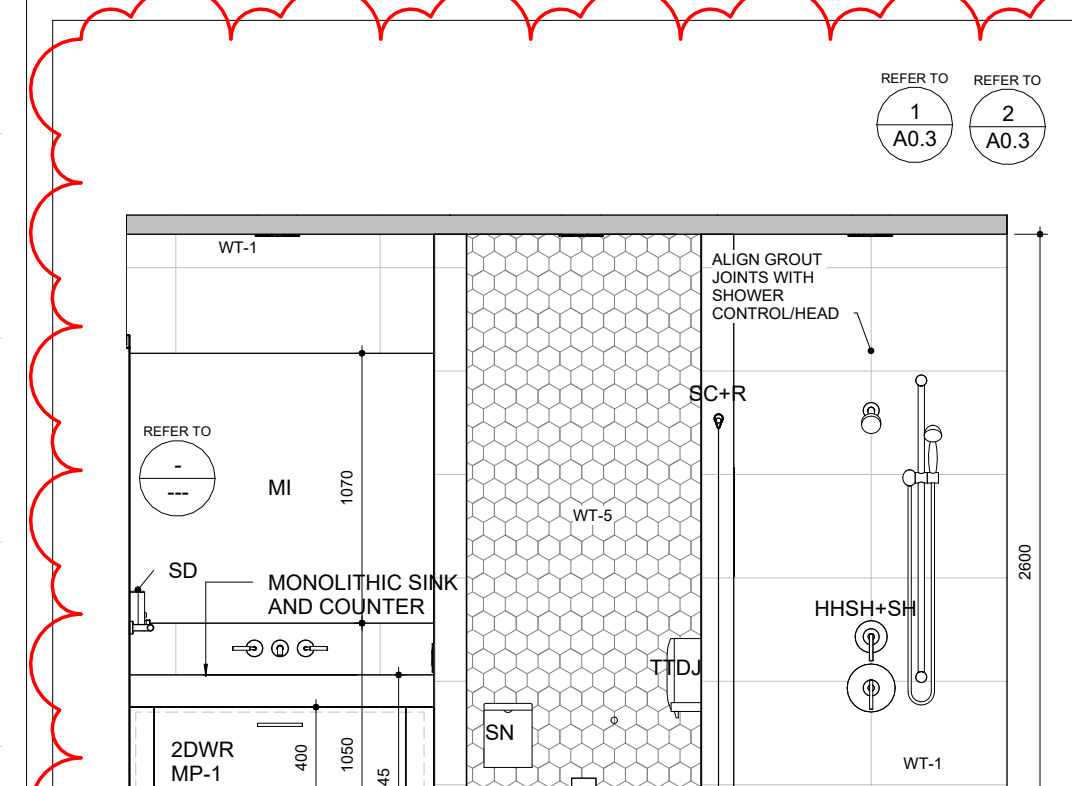 REFER TO
1
A0.3
REFER TO
2
A0.3
WT-1
ALIGN GROUT
JOINTS WITH
SHOWER
CONTROL/HEAD
SC+R
REFER TO
-
---
MI
1070
WT-5
2600
SD
MONOLITHIC SINK
AND COUNTER
HHSH+SH
TTDJ
SN
2DWR
MP-1
400
1050
45
WT-1